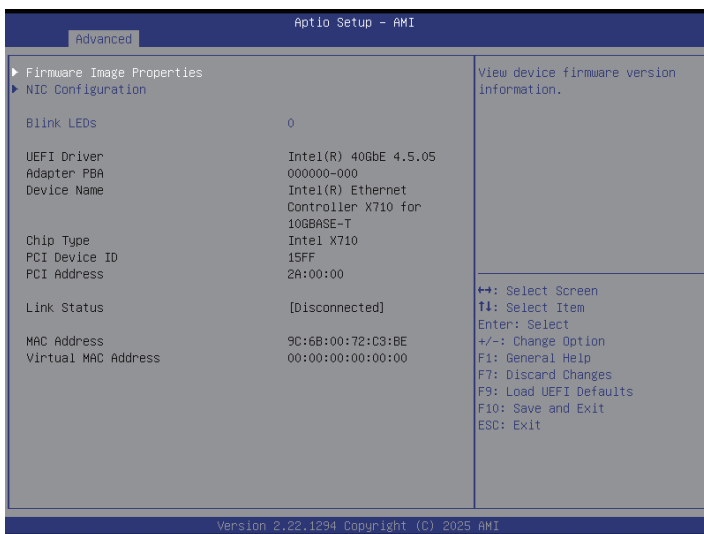 Aptio Setup - AMI
Advanced
Firmware Image Properties
NIC Configuration
Blink LEDs 0
UEFI Driver Intel(R) 40GbE 4.5.05
Adapter PBA 000000-000
Device Name Intel(R) Ethernet
Controller X710 for
10GBASE-T
Chip Type Intel X710
PCI Device ID 15FF
PCI Address 2A:00:00
Link Status [Disconnected]
MAC Address 9C:6B:00:72:C3:BE
Virtual MAC Address 00:00:00:00:00:00
View device firmware version
information.
↔: Select Screen
↑↓: Select Item
Enter: Select
+/-: Change Option
F1: General Help
F7: Discard Changes
F9: Load UEFI Defaults
F10: Save and Exit
ESC: Exit
Version 2.22.1294 Copyright (C) 2025 AMI